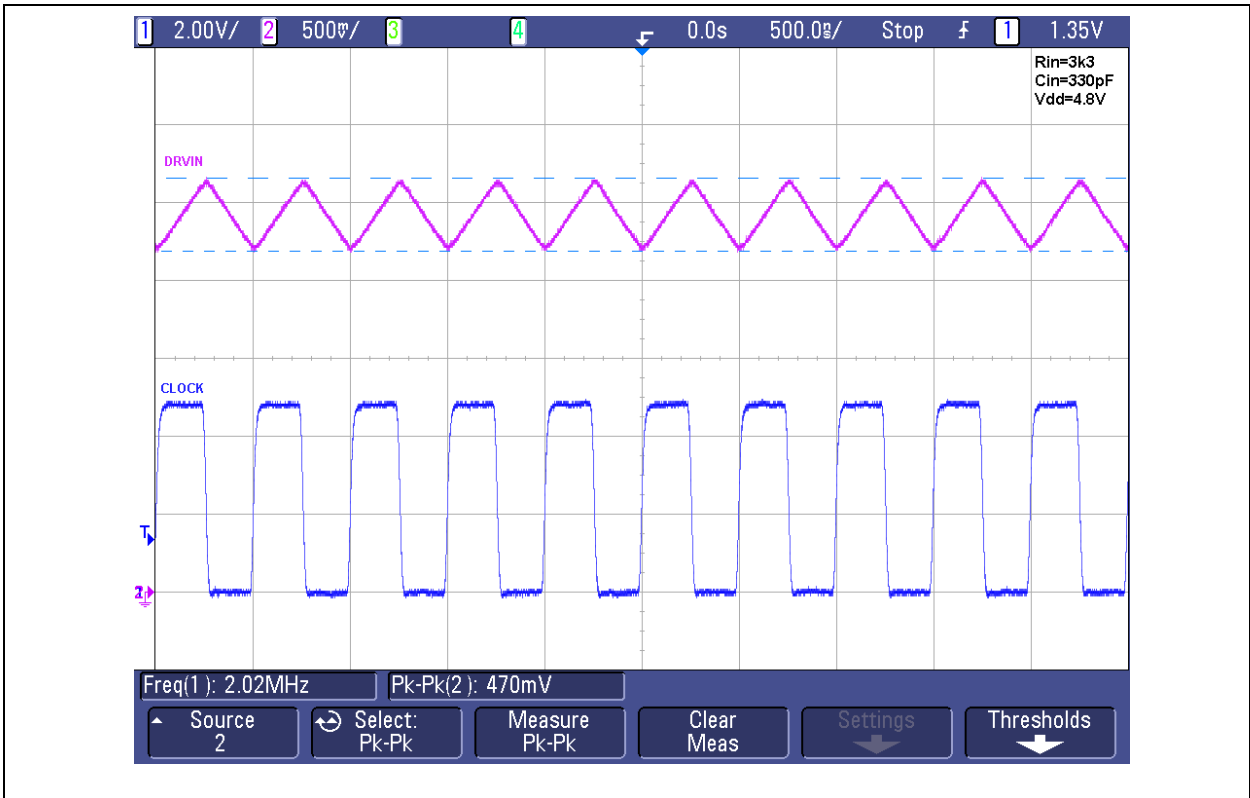 1 2.00V/ 2 500mV/ 3 4 0.0s 500.0ns/ Stop 1 1.35V
Rin=3k3
Cin=330pF
Vdd=4.8V
DRVIN
CLOCK
T
Freq(1): 2.02MHz Pk-Pk(2): 470mV
Source
2
Select:
Pk-Pk
Measure
Pk-Pk
Clear
Meas
Settings
Thresholds